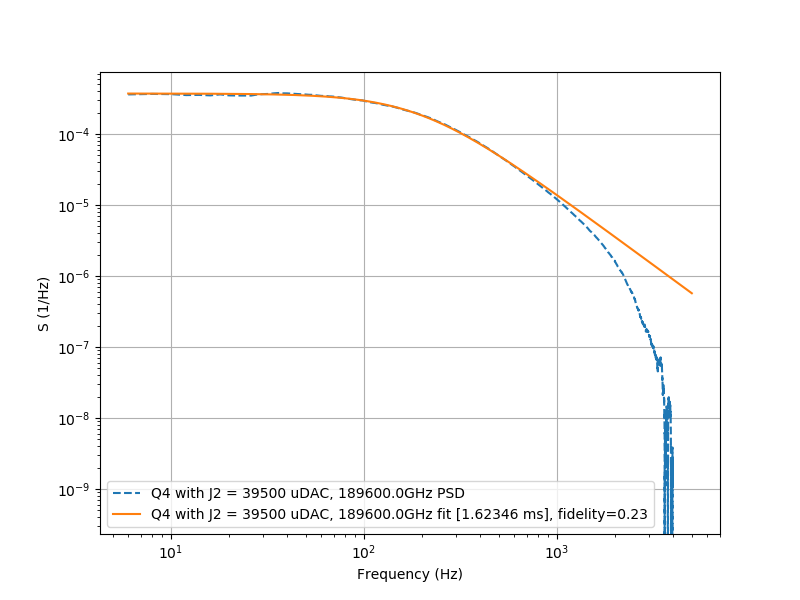 10⁻⁴
10⁻⁵
10⁻⁶
10⁻⁷
10⁻⁸
10⁻⁹
S (1/Hz)
Q4 with J2 = 39500 uDAC, 189600.0GHz PSD
Q4 with J2 = 39500 uDAC, 189600.0GHz fit [1.62346 ms], fidelity=0.23
10¹ 10² 10³
Frequency (Hz)